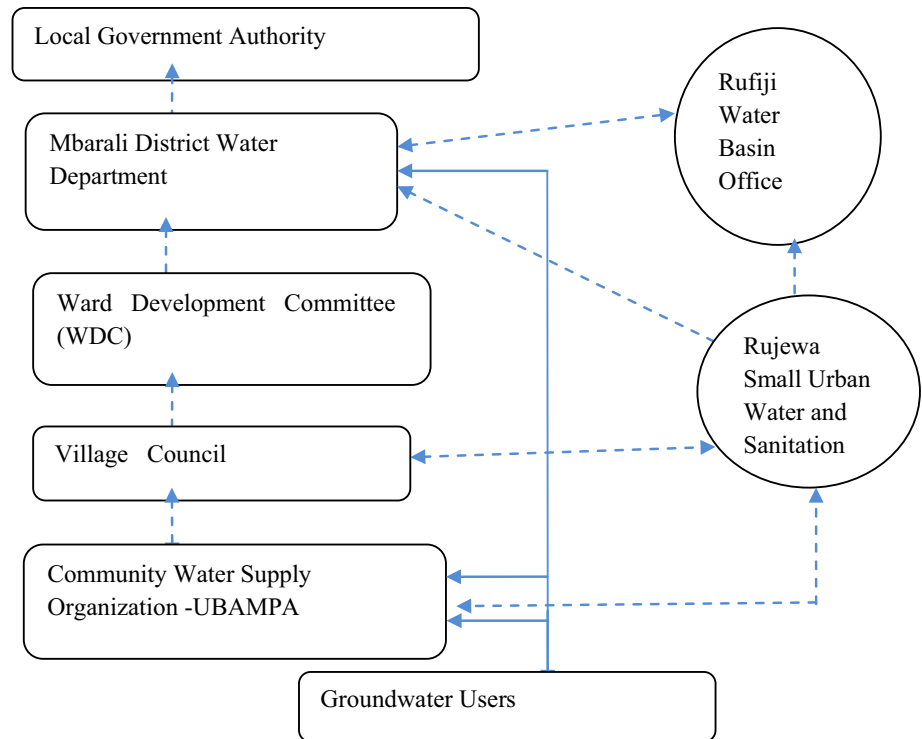 Local Government Authority
Mbarali District Water
Department
Ward Development Committee
(WDC)
Village Council
Community Water Supply
Organization -UBAMPA
Groundwater Users
Rufiji
Water
Basin
Office
Rujewa
Small Urban
Water and
Sanitation